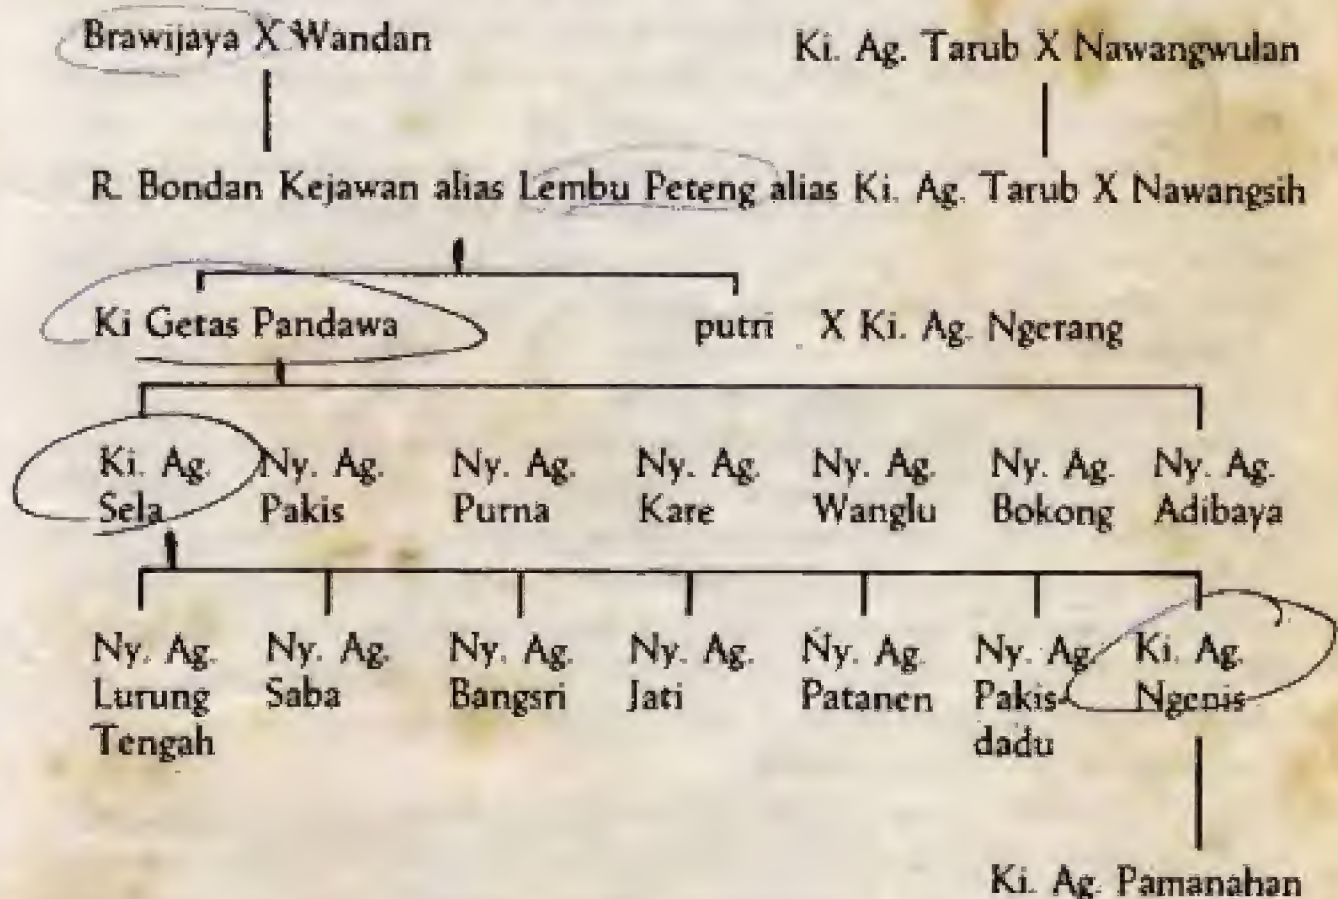 Brawijaya X Wandan Ki. Ag. Tarub X Nawangwulan
R. Bondan Kejawan alias Lembu Peteng alias Ki. Ag. Tarub X Nawangsih
Ki Getas Pandawa putri X Ki. Ag. Ngerang
Ki. Ag. Ny. Ag. Ny. Ag. Ny. Ag. Ny. Ag. Ny. Ag. Ny. Ag.
Sela Pakis Purna Kare Wanglu Bokong Adibaya
Ny. Ag. Ny. Ag. Ny. Ag. Ny. Ag. Ny. Ag. Ny. Ag. Ki. Ag.
Lurung Saba Bangsri Jati Patanen Pakis- Ngenis
Tengah dadu
Ki. Ag. Pamanahan